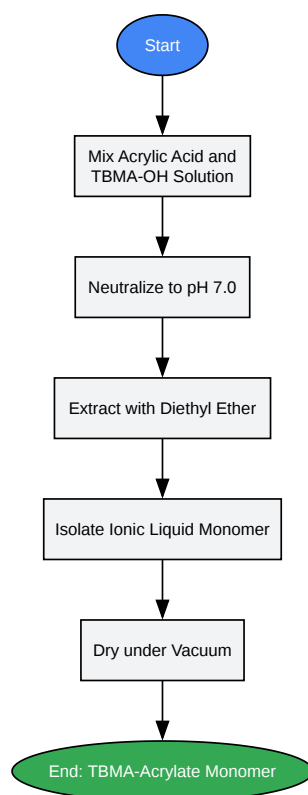 Start
Mix Acrylic Acid and
TBMA-OH Solution
Neutralize to pH 7.0
Extract with Diethyl Ether
Isolate Ionic Liquid Monomer
Dry under Vacuum
End: TBMA-Acrylate Monomer